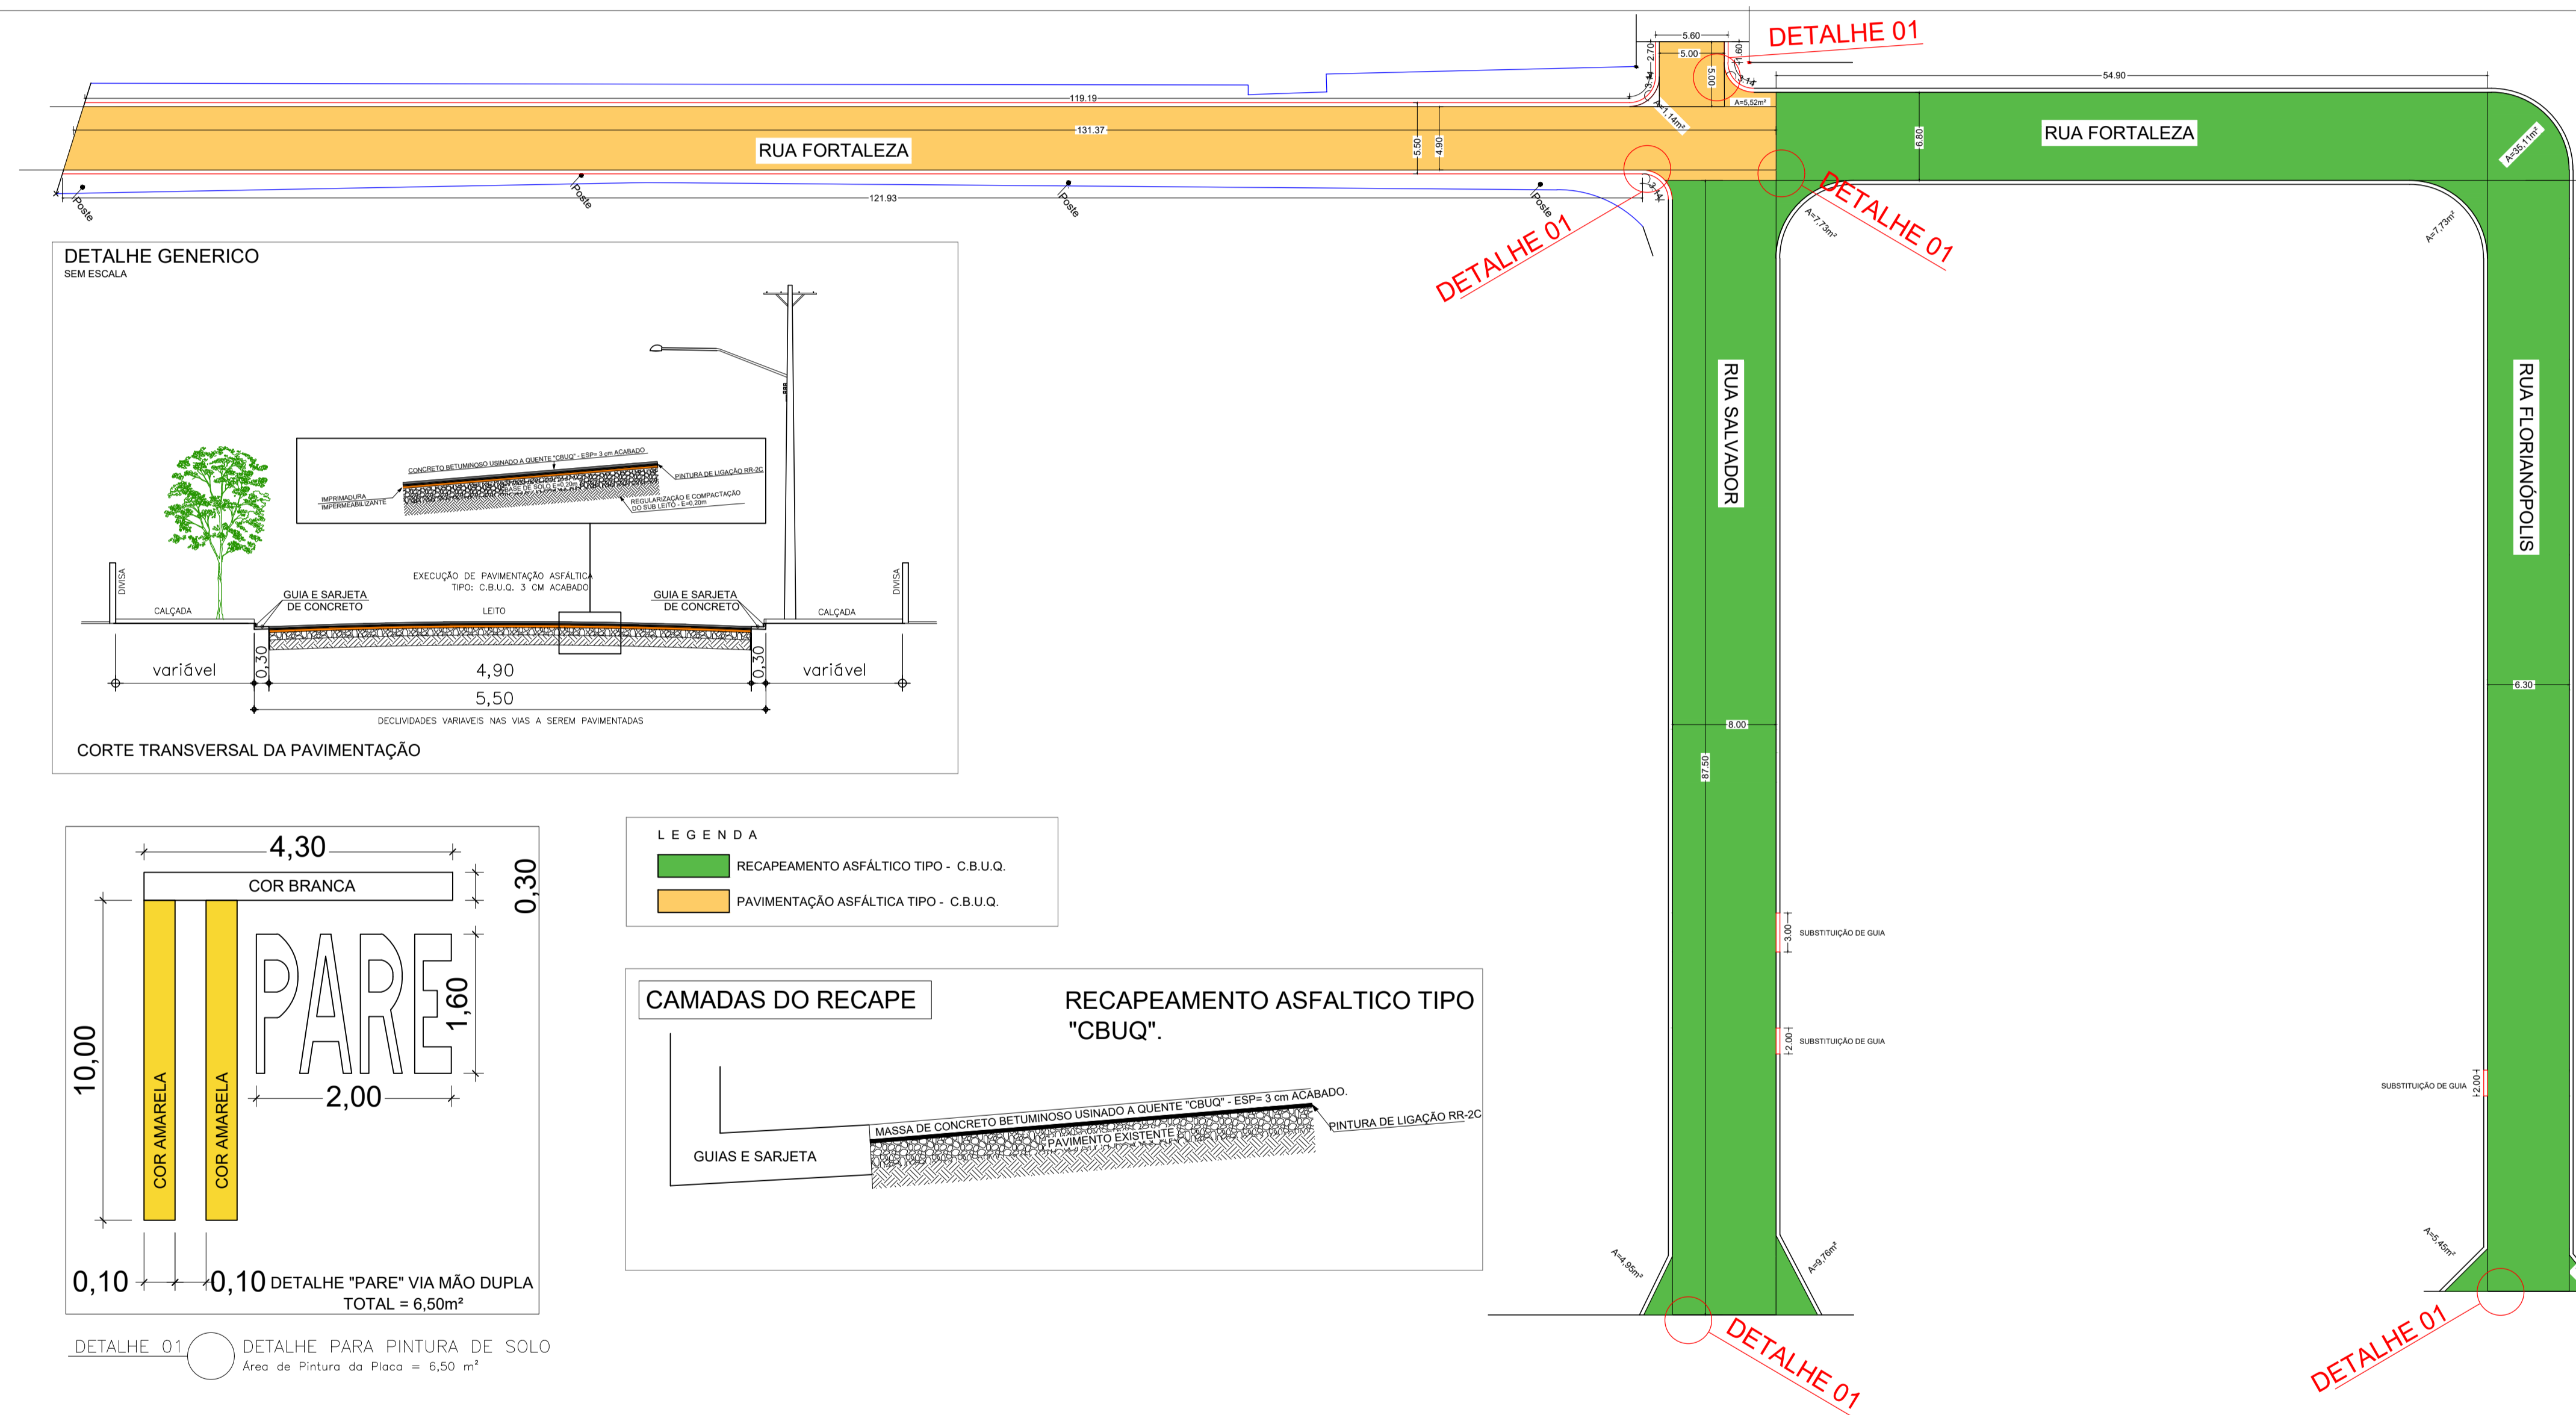 5.60
DETALHE 01
2.70
5.00
1.60
3.14
5.00
3.14
54.90
119.19
A=5,52m²
A=1,14m²
131.37
RUA FORTALEZA
5.50
4.90
6.80
RUA FORTALEZA
A=35,11m²
Poste
Poste
Poste
Poste
121.93
3.14
DETALHE 01
A=7,73m²
DETALHE 01
A=7,73m²
DETALHE GENERICO
SEM ESCALA
CONCRETO BETUMINOSO USINADO A QUENTE "CBUQ" - ESP= 3 cm ACABADO
PINTURA DE LIGAÇÃO RR-2C
IMPRIMADURA
IMPERMEABILIZANTE
BASE DE SOLO E=0,20m
REGULARIZAÇÃO E COMPACTAÇÃO
DO SUB LEITO - E=0,20m
DIVISA
EXECUÇÃO DE PAVIMENTAÇÃO ASFÁLTICA
TIPO: C.B.U.Q. 3 CM ACABADO
DIVISA
CALÇADA
GUIA E SARJETA
DE CONCRETO
LEITO
GUIA E SARJETA
DE CONCRETO
CALÇADA
variável
0,30
4,90
0,30
variável
5,50
DECLIVIDADES VARIAVEIS NAS VIAS A SEREM PAVIMENTADAS
CORTE TRANSVERSAL DA PAVIMENTAÇÃO
RUA SALVADOR
RUA FLORIANÓPOLIS
8.00
87.50
6.30
4,30
COR BRANCA
0,30
10,00
COR AMARELA
COR AMARELA
PARE
1,60
2,00
0,10
0,10
DETALHE "PARE" VIA MÃO DUPLA
TOTAL = 6,50m²
DETALHE 01
DETALHE PARA PINTURA DE SOLO
Área de Pintura da Placa = 6,50 m²
L E G E N D A
RECAPEAMENTO ASFÁLTICO TIPO - C.B.U.Q.
PAVIMENTAÇÃO ASFÁLTICA TIPO - C.B.U.Q.
CAMADAS DO RECAPE
RECAPEAMENTO ASFALTICO TIPO
"CBUQ".
MASSA DE CONCRETO BETUMINOSO USINADO A QUENTE "CBUQ" - ESP= 3 cm ACABADO.
PINTURA DE LIGAÇÃO RR-2C
PAVIMENTO EXISTENTE
GUIAS E SARJETA
3.00
SUBSTITUIÇÃO DE GUIA
2.00
SUBSTITUIÇÃO DE GUIA
SUBSTITUIÇÃO DE GUIA
2.00
A=4,95m²
A=9,76m²
A=5,45m²
DETALHE 01
DETALHE 01